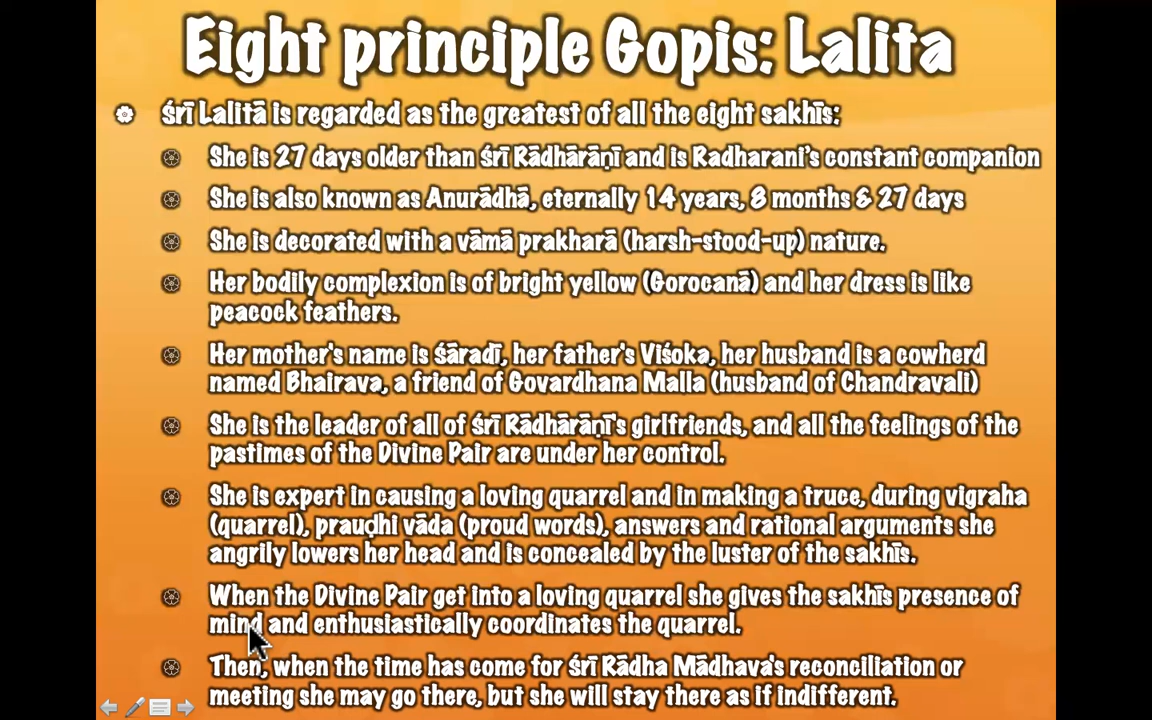 Eight principle Gopis: Lalita
śrī Lalitā is regarded as the greatest of all the eight sakhīs:
She is 27 days older than śrī Rādhārāṇī and is Radharani's constant companion
She is also known as Anurādhā, eternally 14 years, 8 months & 27 days
She is decorated with a vāmā prakharā (harsh-stood-up) nature.
Her bodily complexion is of bright yellow (Gorocanā) and her dress is like
peacock feathers.
Her mother's name is śāradī, her father's Viśoka, her husband is a cowherd
named Bhairava, a friend of Govardhana Malla (husband of Chandravali)
She is the leader of all of śrī Rādhārāṇī's girlfriends, and all the feelings of the
pastimes of the Divine Pair are under her control.
She is expert in causing a loving quarrel and in making a truce, during vigraha
(quarrel), prauḍhi vāda (proud words), answers and rational arguments she
angrily lowers her head and is concealed by the luster of the sakhīs.
When the Divine Pair get into a loving quarrel she gives the sakhīs presence of
mind and enthusiastically coordinates the quarrel.
Then, when the time has come for śrī Rādha Mādhava's reconciliation or
meeting she may go there, but she will stay there as if indifferent.